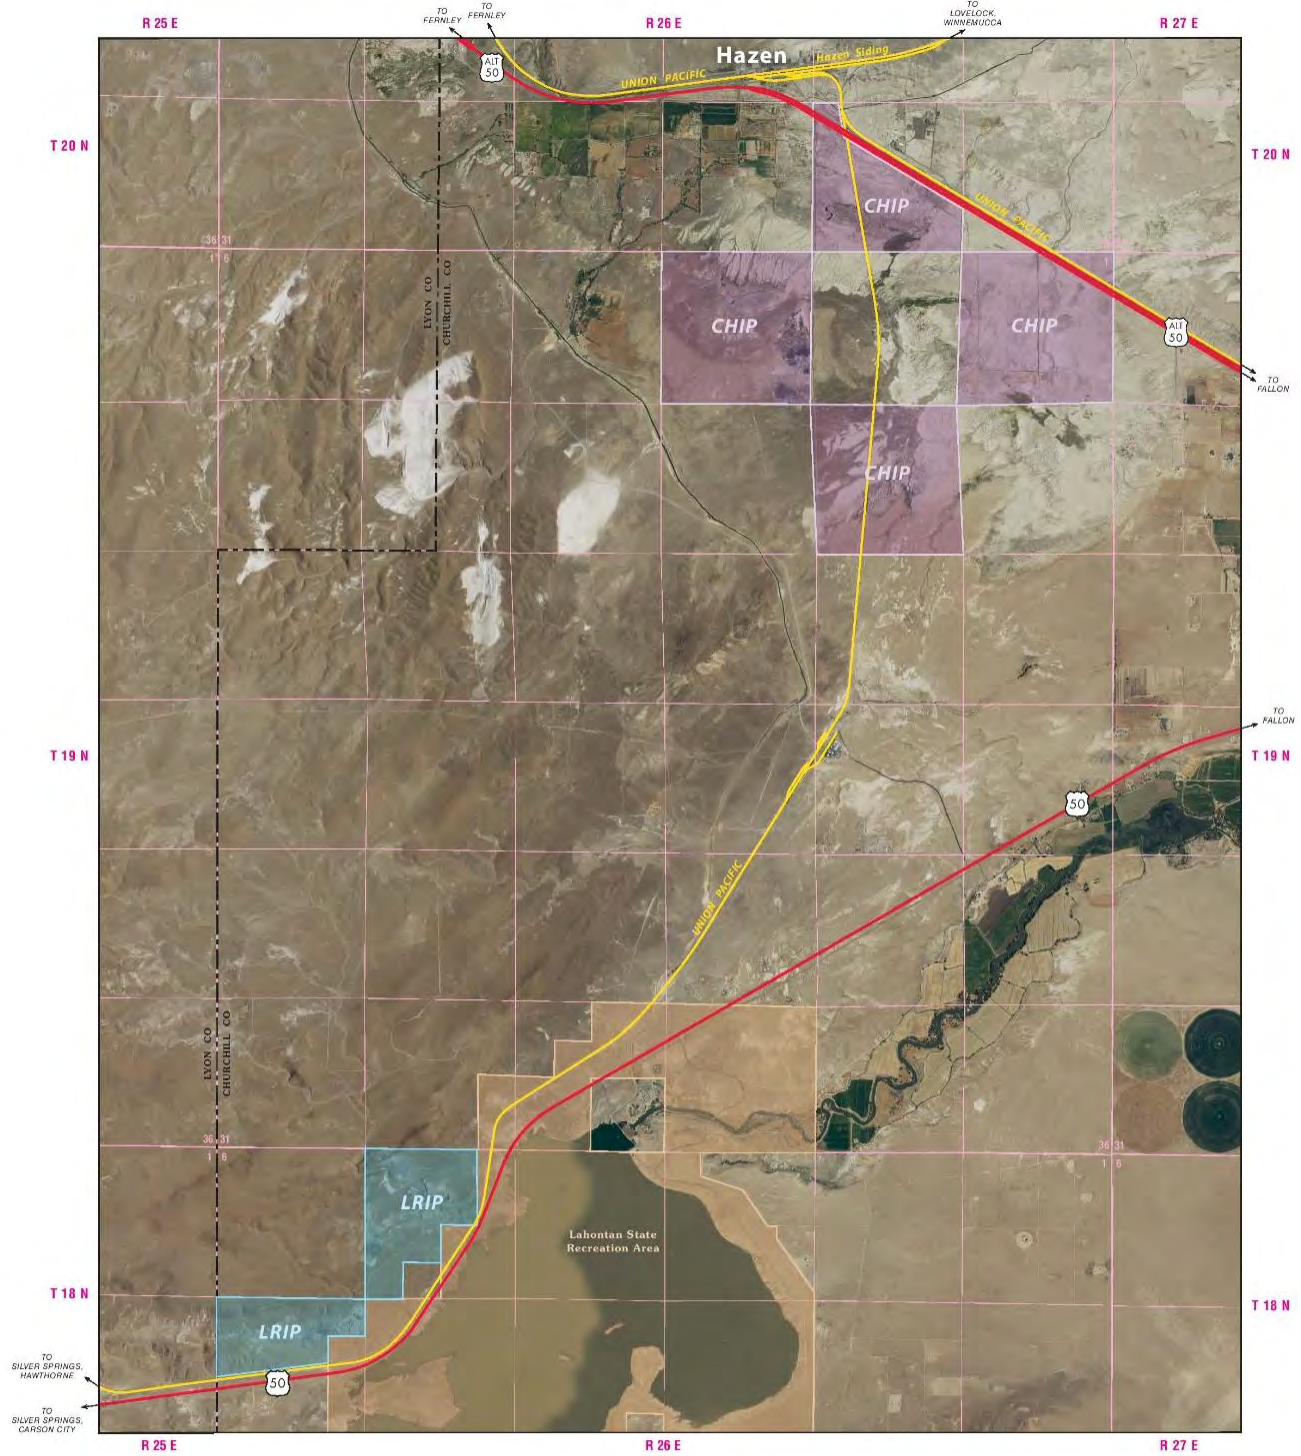 TO
FERNLEY
TO
FERNLEY
TO
LOVELOCK,
WINNEMUCCA
R 25 E
R 26 E
R 27 E
ALT
50
UNION PACIFIC
Hazen
Hazen Siding
T 20 N
T 20 N
CHIP
UNION PACIFIC
36 31
1 6
1
LYON CO
CHURCHILL CO
CHIP
CHIP
ALT
50
TO
FALLON
CHIP
TO
FALLON
T 19 N
T 19 N
50
UNION PACIFIC
LYON CO
CHURCHILL CO
36 31
1 6
36 31
1 6
LRIP
Lahontan State
Recreation Area
T 18 N
T 18 N
LRIP
TO
SILVER SPRINGS,
HAWTHORNE
50
TO
SILVER SPRINGS,
CARSON CITY
R 25 E
R 26 E
R 27 E